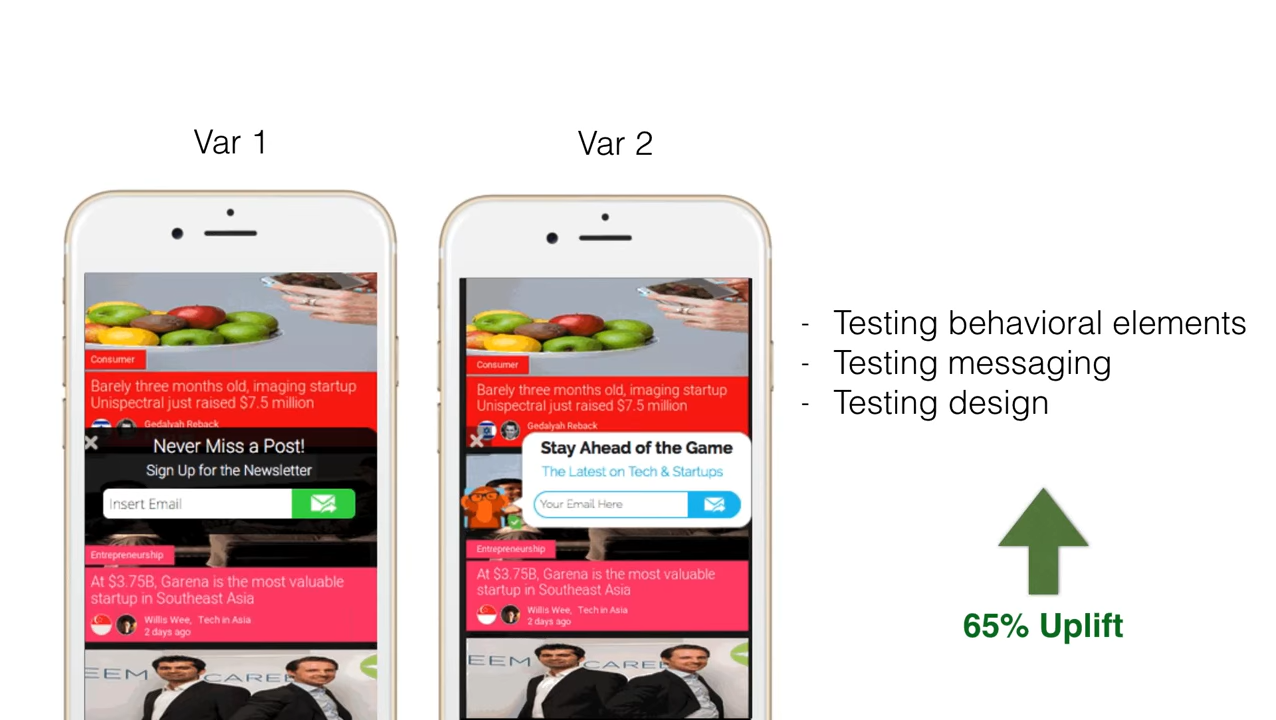 Var 1
Var 2
Consumer
Barely three months old, imaging startup
Unispectral just raised $7.5 million
Gedalyah Reback
Never Miss a Post!
Sign Up for the Newsletter
Insert Email
Entrepreneurship
At $3.75B, Garena is the most valuable
startup in Southeast Asia
Willis Wee, Tech in Asia
2 days ago
EEM
CAREE
Consumer
Barely three months old, imaging startup
Unispectral just raised $7.5 million
Gedalyah Reback
Stay Ahead of the Game
The Latest on Tech & Startups
Your Email Here
Entrepreneurship
At $3.75B, Garena is the most valuable
startup in Southeast Asia
Willis Wee, Tech in Asia
2 days ago
EEM
CAREE
- Testing behavioral elements
- Testing messaging
- Testing design
65% Uplift